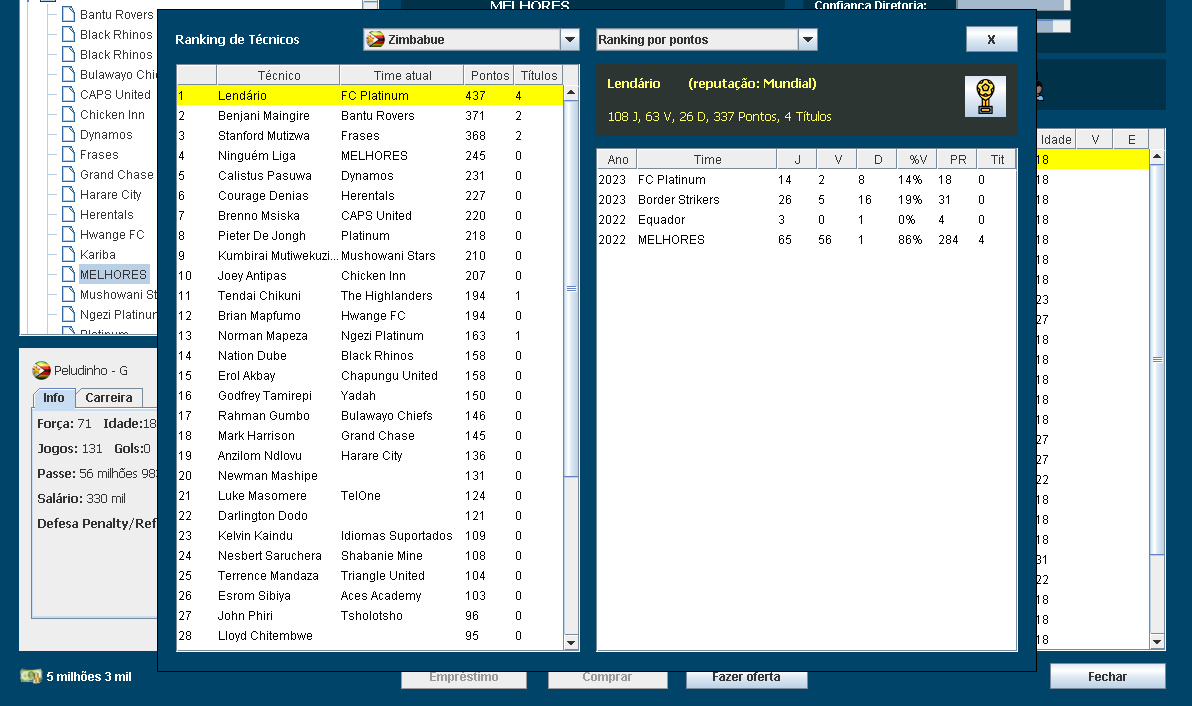 MELHORES
Confiança Diretoria:
Bantu Rovers
Black Rhinos
Black Rhinos
Bulawayo Chi
CAPS United
Chicken Inn
Dynamos
Frases
Grand Chase
Harare City
Herentals
Hwange FC
Kariba
MELHORES
Mushowani St
Ngezi Platinum
Platinum
Peludinho - G
Info Carreira
Força: 71 Idade:18
Jogos: 131 Gols:0
Passe: 56 milhões 98
Salário: 330 mil
Defesa Penalty/Ref
5 milhões 3 mil
Ranking de Técnicos Zimbabue Ranking por pontos X
Técnico Time atual Pontos Títulos
1 Lendário FC Platinum 437 4
2 Benjani Maingire Bantu Rovers 371 2
3 Stanford Mutizwa Frases 368 2
4 Ninguém Liga MELHORES 245 0
5 Calistus Pasuwa Dynamos 231 0
6 Courage Denias Herentals 227 0
7 Brenno Msiska CAPS United 220 0
8 Pieter De Jongh Platinum 218 0
9 Kumbirai Mutiwekuzi... Mushowani Stars 210 0
10 Joey Antipas Chicken Inn 207 0
11 Tendai Chikuni The Highlanders 194 1
12 Brian Mapfumo Hwange FC 194 0
13 Norman Mapeza Ngezi Platinum 163 1
14 Nation Dube Black Rhinos 158 0
15 Erol Akbay Chapungu United 158 0
16 Godfrey Tamirepi Yadah 150 0
17 Rahman Gumbo Bulawayo Chiefs 146 0
18 Mark Harrison Grand Chase 145 0
19 Anzilom Ndlovu Harare City 136 0
20 Newman Mashipe 131 0
21 Luke Masomere TelOne 124 0
22 Darlington Dodo 121 0
23 Kelvin Kaindu Idiomas Suportados 109 0
24 Nesbert Saruchera Shabanie Mine 108 0
25 Terrence Mandaza Triangle United 104 0
26 Esrom Sibiya Aces Academy 103 0
27 John Phiri Tsholotsho 96 0
28 Lloyd Chitembwe 95 0
Lendário (reputação: Mundial)
108 J, 63 V, 26 D, 337 Pontos, 4 Títulos
Ano Time J V D %V PR Tit
2023 FC Platinum 14 2 8 14% 18 0
2023 Border Strikers 26 5 16 19% 31 0
2022 Equador 3 0 1 0% 4 0
2022 MELHORES 65 56 1 86% 284 4
Idade V E
18
18
18
18
18
18
18
23
27
18
18
18
18
18
27
27
22
18
18
18
31
22
18
18
18
Empréstimo Comprar Fazer oferta Fechar